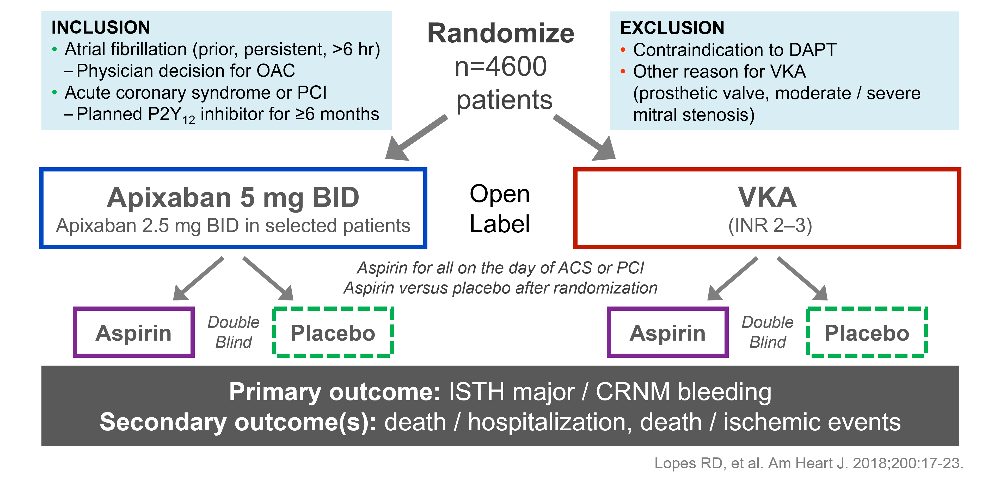 INCLUSION
• Atrial fibrillation (prior, persistent, >6 hr)
– Physician decision for OAC
• Acute coronary syndrome or PCI
– Planned P2Y₁₂ inhibitor for ≥6 months
Randomize
n=4600
patients
EXCLUSION
• Contraindication to DAPT
• Other reason for VKA
(prosthetic valve, moderate / severe
mitral stenosis)
Apixaban 5 mg BID
Apixaban 2.5 mg BID in selected patients
Open
Label
VKA
(INR 2–3)
Aspirin for all on the day of ACS or PCI
Aspirin versus placebo after randomization
Aspirin
Double
Blind
Placebo
Aspirin
Double
Blind
Placebo
Primary outcome: ISTH major / CRNM bleeding
Secondary outcome(s): death / hospitalization, death / ischemic events
Lopes RD, et al. Am Heart J. 2018;200:17-23.